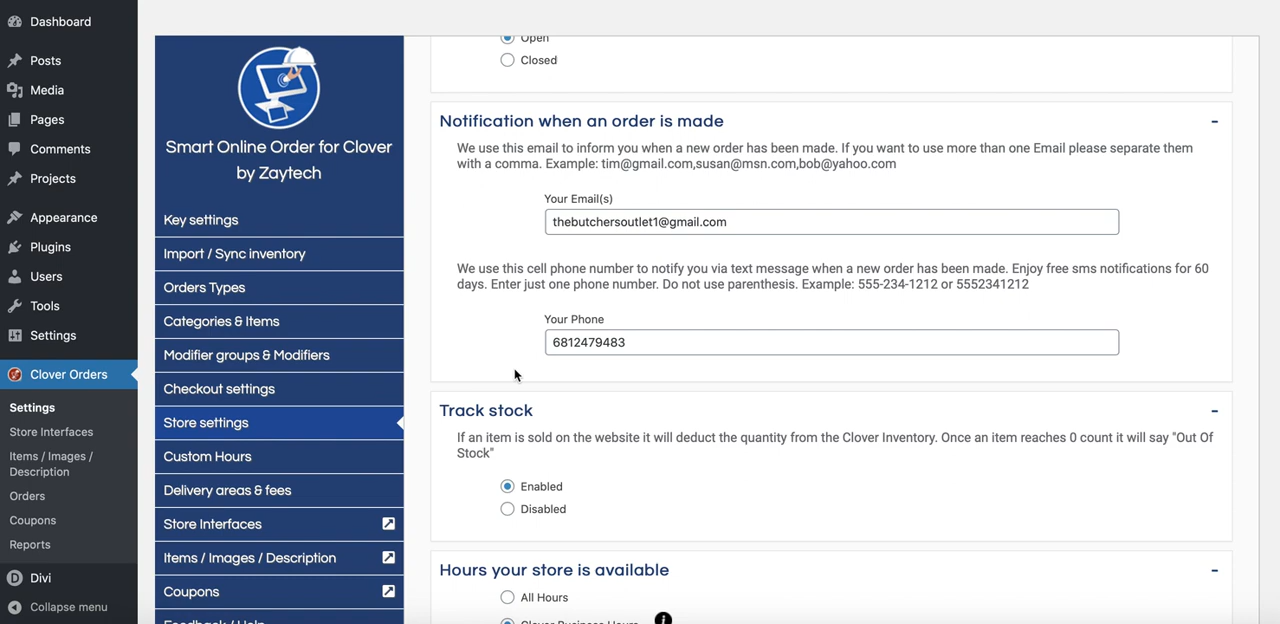 Dashboard
Posts
Media
Pages
Comments
Projects
Appearance
Plugins
Users
Tools
Settings
Clover Orders
Settings
Store Interfaces
Items / Images /
Description
Orders
Coupons
Reports
Divi
Collapse menu
Smart Online Order for Clover
by Zaytech
Key settings
Import / Sync inventory
Orders Types
Categories & Items
Modifier groups & Modifiers
Checkout settings
Store settings
Custom Hours
Delivery areas & fees
Store Interfaces
Items / Images / Description
Coupons
Feedback / Help
Open
Closed
Notification when an order is made -
We use this email to inform you when a new order has been made. If you want to use more than one Email please separate them
with a comma. Example: tim@gmail.com,susan@msn.com,bob@yahoo.com
Your Email(s)
thebutchersoutlet1@gmail.com
We use this cell phone number to notify you via text message when a new order has been made. Enjoy free sms notifications for 60
days. Enter just one phone number. Do not use parenthesis. Example: 555-234-1212 or 5552341212
Your Phone
6812479483
Track stock -
If an item is sold on the website it will deduct the quantity from the Clover Inventory. Once an item reaches 0 count it will say "Out Of
Stock"
Enabled
Disabled
Hours your store is available -
All Hours
Clover Business Hours